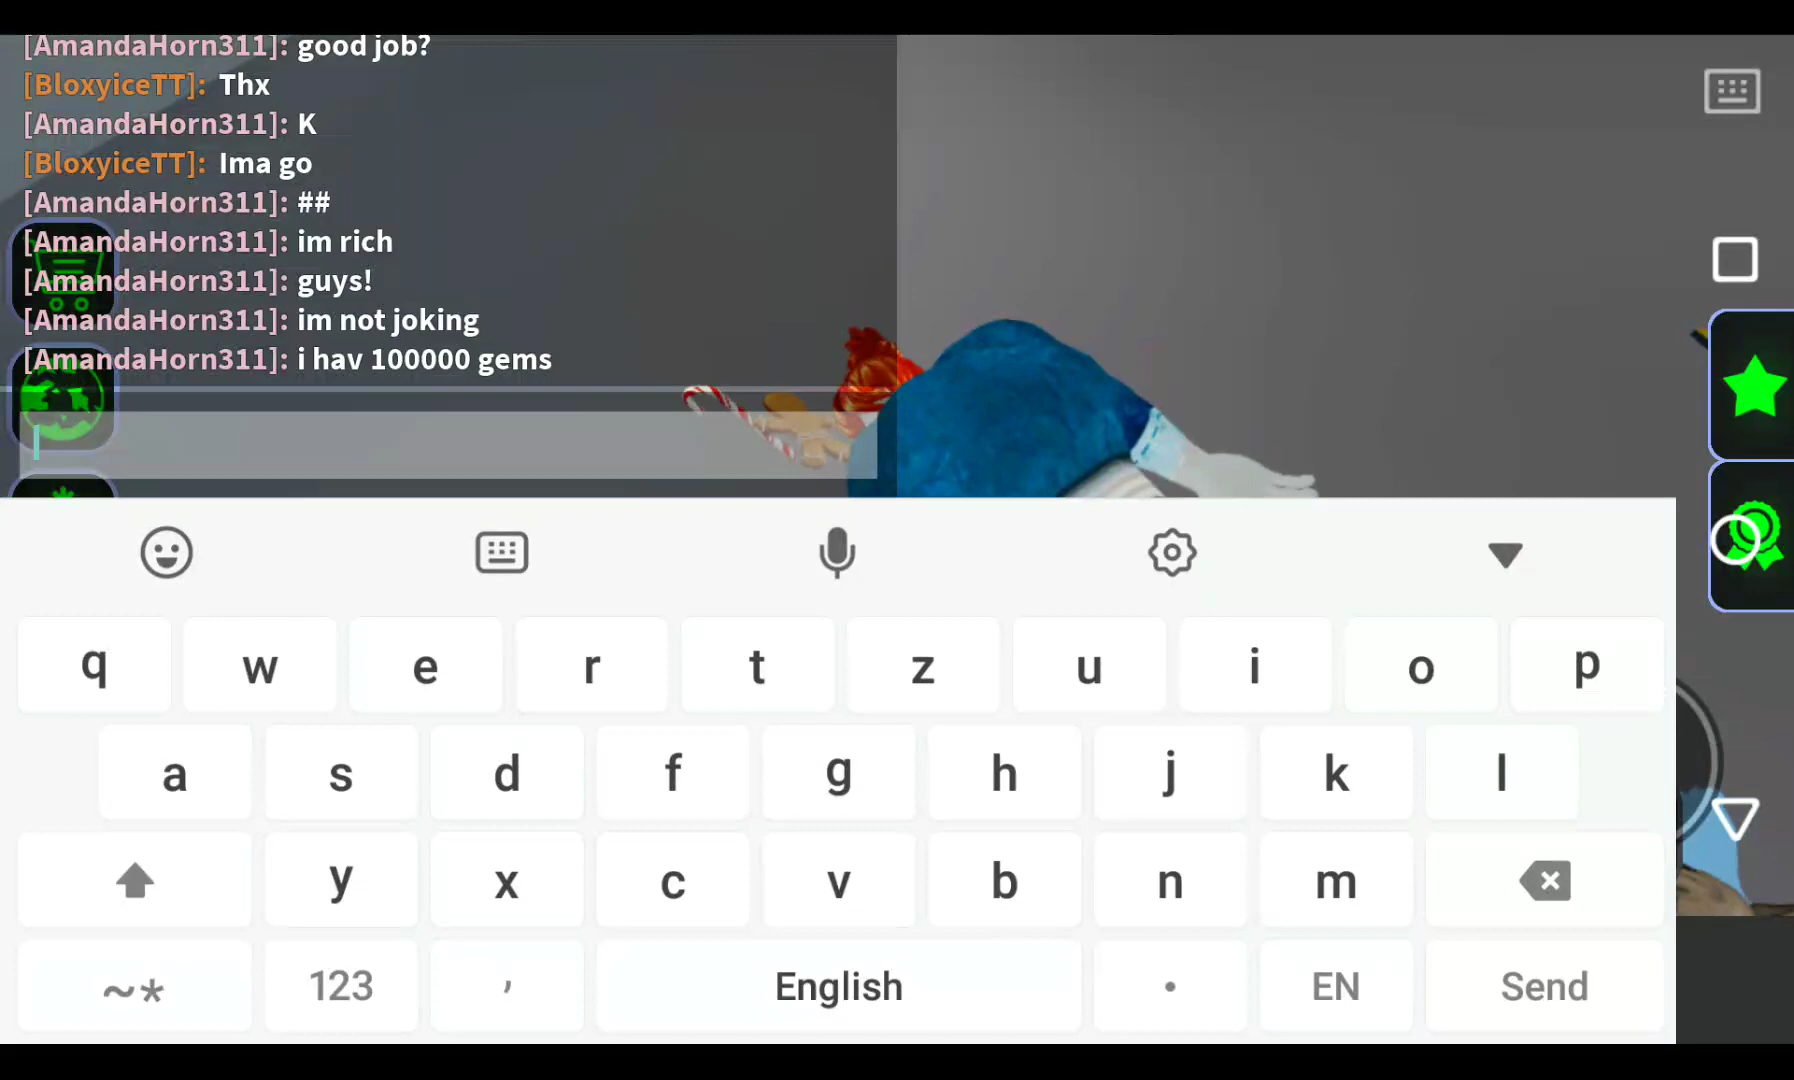 [AmandaHorn311]: good job?
[BloxyiceTT]: Thx
[AmandaHorn311]: K
[BloxyiceTT]: Ima go
[AmandaHorn311]: ##
[AmandaHorn311]: im rich
[AmandaHorn311]: guys!
[AmandaHorn311]: im not joking
[AmandaHorn311]: i hav 100000 gems
q w e r t z u i o p
a s d f g h j k l
y x c v b n m
~* 123 , English . EN Send